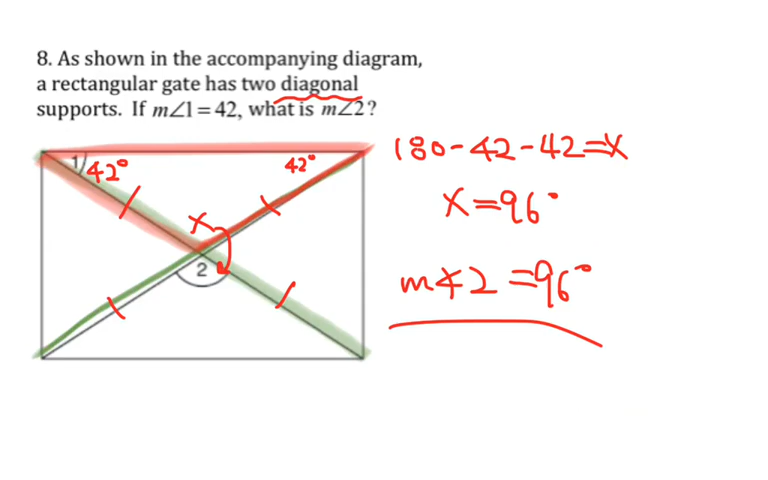 8. As shown in the accompanying diagram,
a rectangular gate has two diagonal
supports. If m∠1=42, what is m∠2?
180-42-42=x
x=96°
m∡2=96°
1 42° 42°
x
2